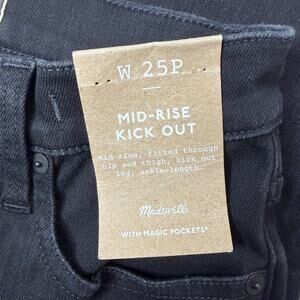 W 25P
MID-RISE
KICK OUT
Mid-rise, fitted through
hip and thigh, kick out
leg, ankle-length.
Madewell
WITH MAGIC POCKETS®